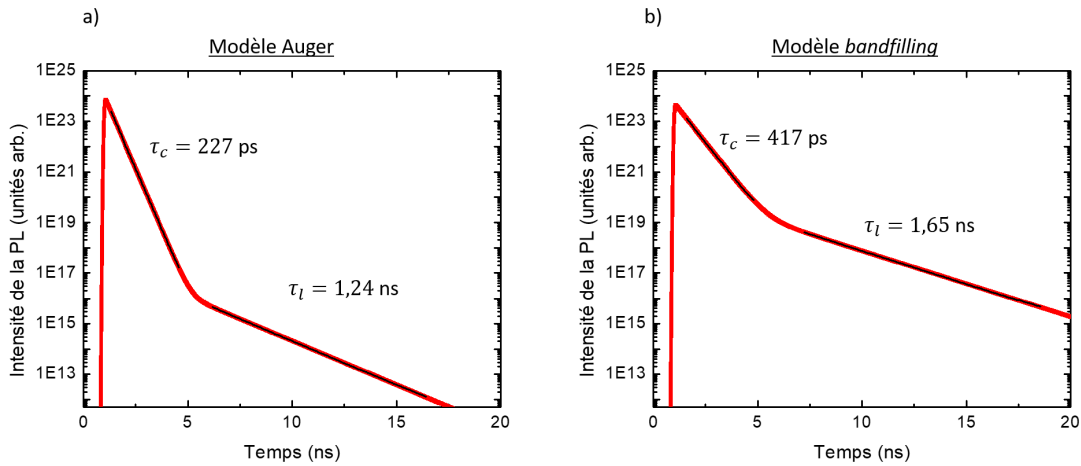 a)
Modèle Auger
Intensité de la PL (unités arb.)
1E25
1E23
1E21
1E19
1E17
1E15
1E13
τc = 227 ps
τl = 1,24 ns
0 5 10 15 20
Temps (ns)
b)
Modèle bandfilling
Intensité de la PL (unités arb.)
1E25
1E23
1E21
1E19
1E17
1E15
1E13
τc = 417 ps
τl = 1,65 ns
0 5 10 15 20
Temps (ns)